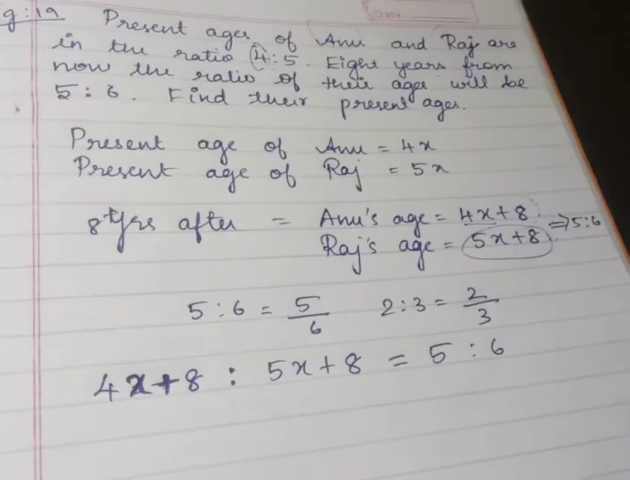 g:19 Present ages of Anu and Raj are
in the ratio 4:5. Eight years from
now the ratio of their ages will be
5:6. Find their present ages.
Present age of Anu = 4x
Present age of Raj = 5x
8 yrs after = Anu's age = 4x+8
Raj's age = 5x+8 ⇒5:6
5:6 = 5/6 2:3 = 2/3
4x+8 : 5x+8 = 5:6